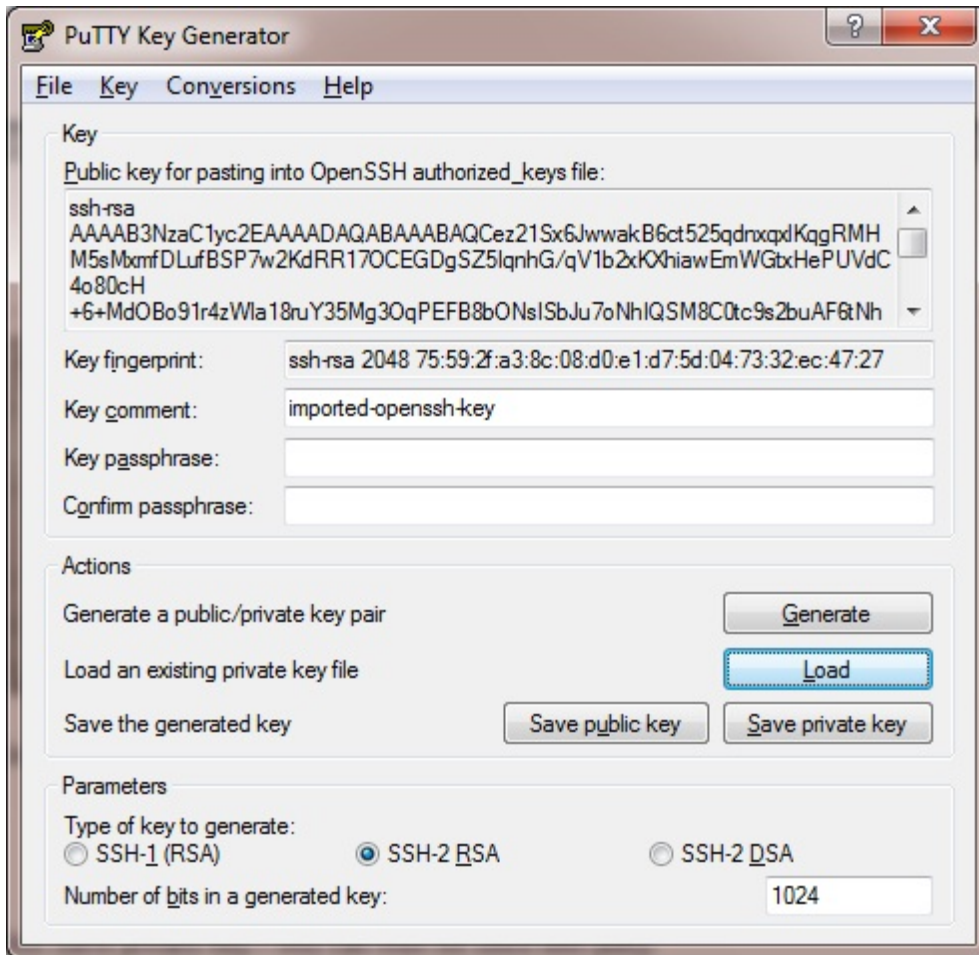 PuTTY Key Generator
File Key Conversions Help
Key
Public key for pasting into OpenSSH authorized_keys file:
ssh-rsa
AAAAB3NzaC1yc2EAAAADAQABAAABAQCez21Sx6JwwakB6ct525qdnxqxlKqgRMH
M5sMxmfDLufBSP7w2KdRR17OCEGDgSZ5lqnhG/qV1b2xKXhiawEmWGtxHePUVdC
4o80cH
+6+MdOBo91r4zWla18ruY35Mg3OqPEFB8bONslSbJu7oNhlQSM8C0tc9s2buAF6tNh
Key fingerprint: ssh-rsa 2048 75:59:2f:a3:8c:08:d0:e1:d7:5d:04:73:32:ec:47:27
Key comment: imported-openssh-key
Key passphrase:
Confirm passphrase:
Actions
Generate a public/private key pair Generate
Load an existing private key file Load
Save the generated key Save public key Save private key
Parameters
Type of key to generate:
SSH-1 (RSA) SSH-2 RSA SSH-2 DSA
Number of bits in a generated key: 1024